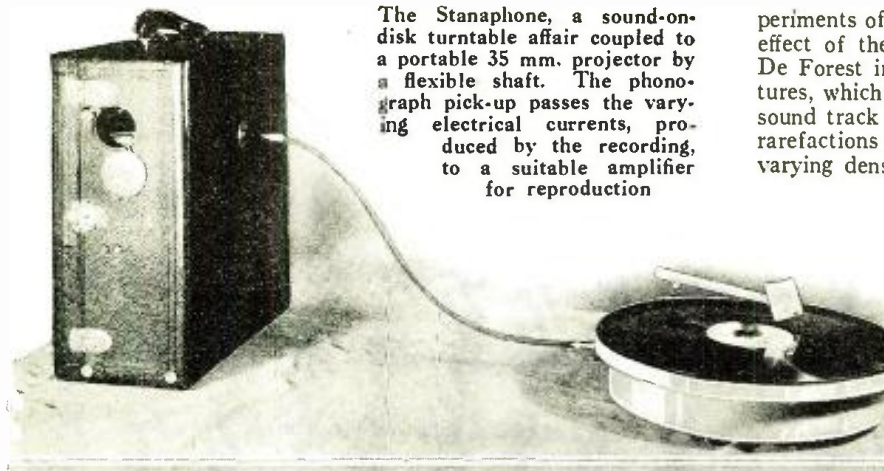 The Stanaphone, a sound-on-
disk turntable affair coupled to
a portable 35 mm. projector by
a flexible shaft. The phono-
graph pick-up passes the vary-
ing electrical currents, pro-
duced by the recording,
to a suitable amplifier
for reproduction
periments of
effect of the
De Forest in
tures, which
sound track
rarefactions
varying dens